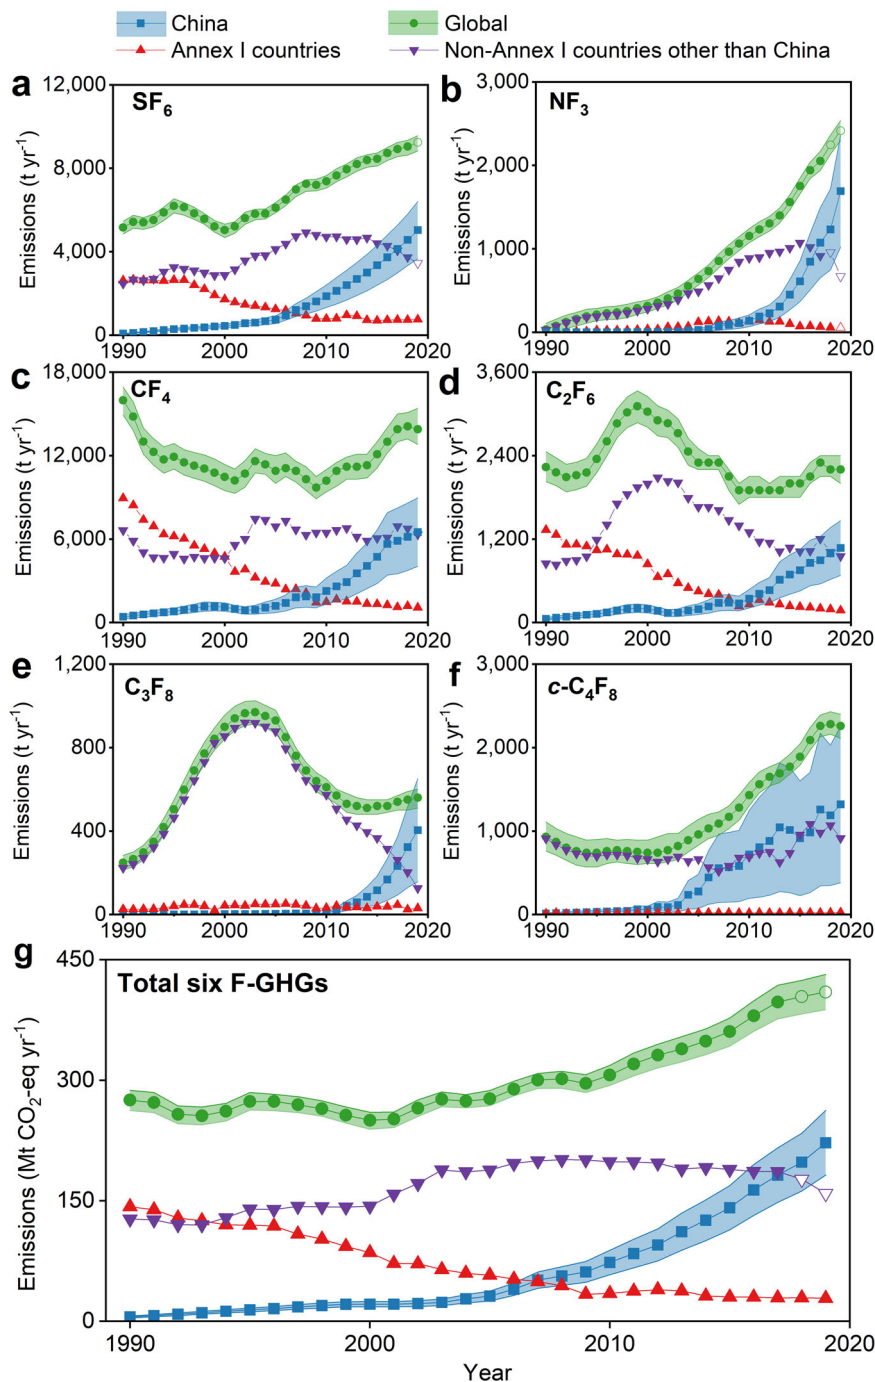 China
Global
Annex I countries
Non-Annex I countries other than China
a
b
12,000
8,000
4,000
0
Emissions (t yr⁻¹)
SF₆
1990
2000
2010
2020
3,000
2,000
1,000
0
Emissions (t yr⁻¹)
NF₃
1990
2000
2010
2020
c
d
18,000
12,000
6,000
0
Emissions (t yr⁻¹)
CF₄
1990
2000
2010
2020
3,600
2,400
1,200
0
Emissions (t yr⁻¹)
C₂F₆
1990
2000
2010
2020
e
f
1,200
800
400
0
Emissions (t yr⁻¹)
C₃F₈
1990
2000
2010
2020
3,000
2,000
1,000
0
Emissions (t yr⁻¹)
c-C₄F₈
1990
2000
2010
2020
g
450
300
150
0
Emissions (Mt CO₂-eq yr⁻¹)
Total six F-GHGs
1990
2000
2010
2020
Year